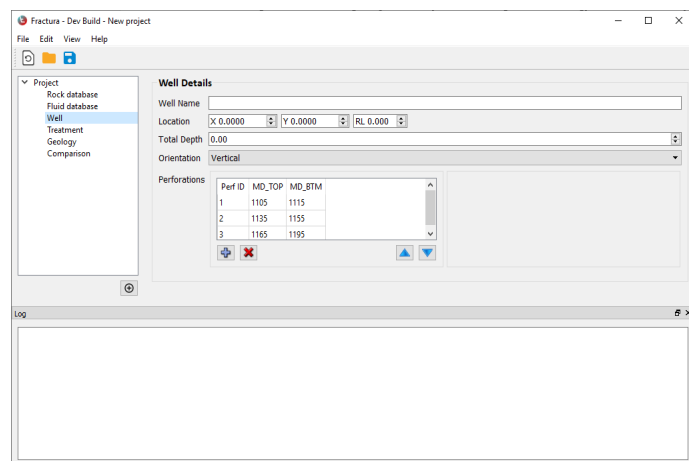 Fractura - Dev Build - New project
File Edit View Help
Project
Rock database
Fluid database
Well
Treatment
Geology
Comparison
Well Details
Well Name
Location X 0.0000 Y 0.0000 RL 0.000
Total Depth 0.00
Orientation Vertical
Perforations
Perf ID MD_TOP MD_BTM
1 1105 1115
2 1135 1155
3 1165 1195
Log